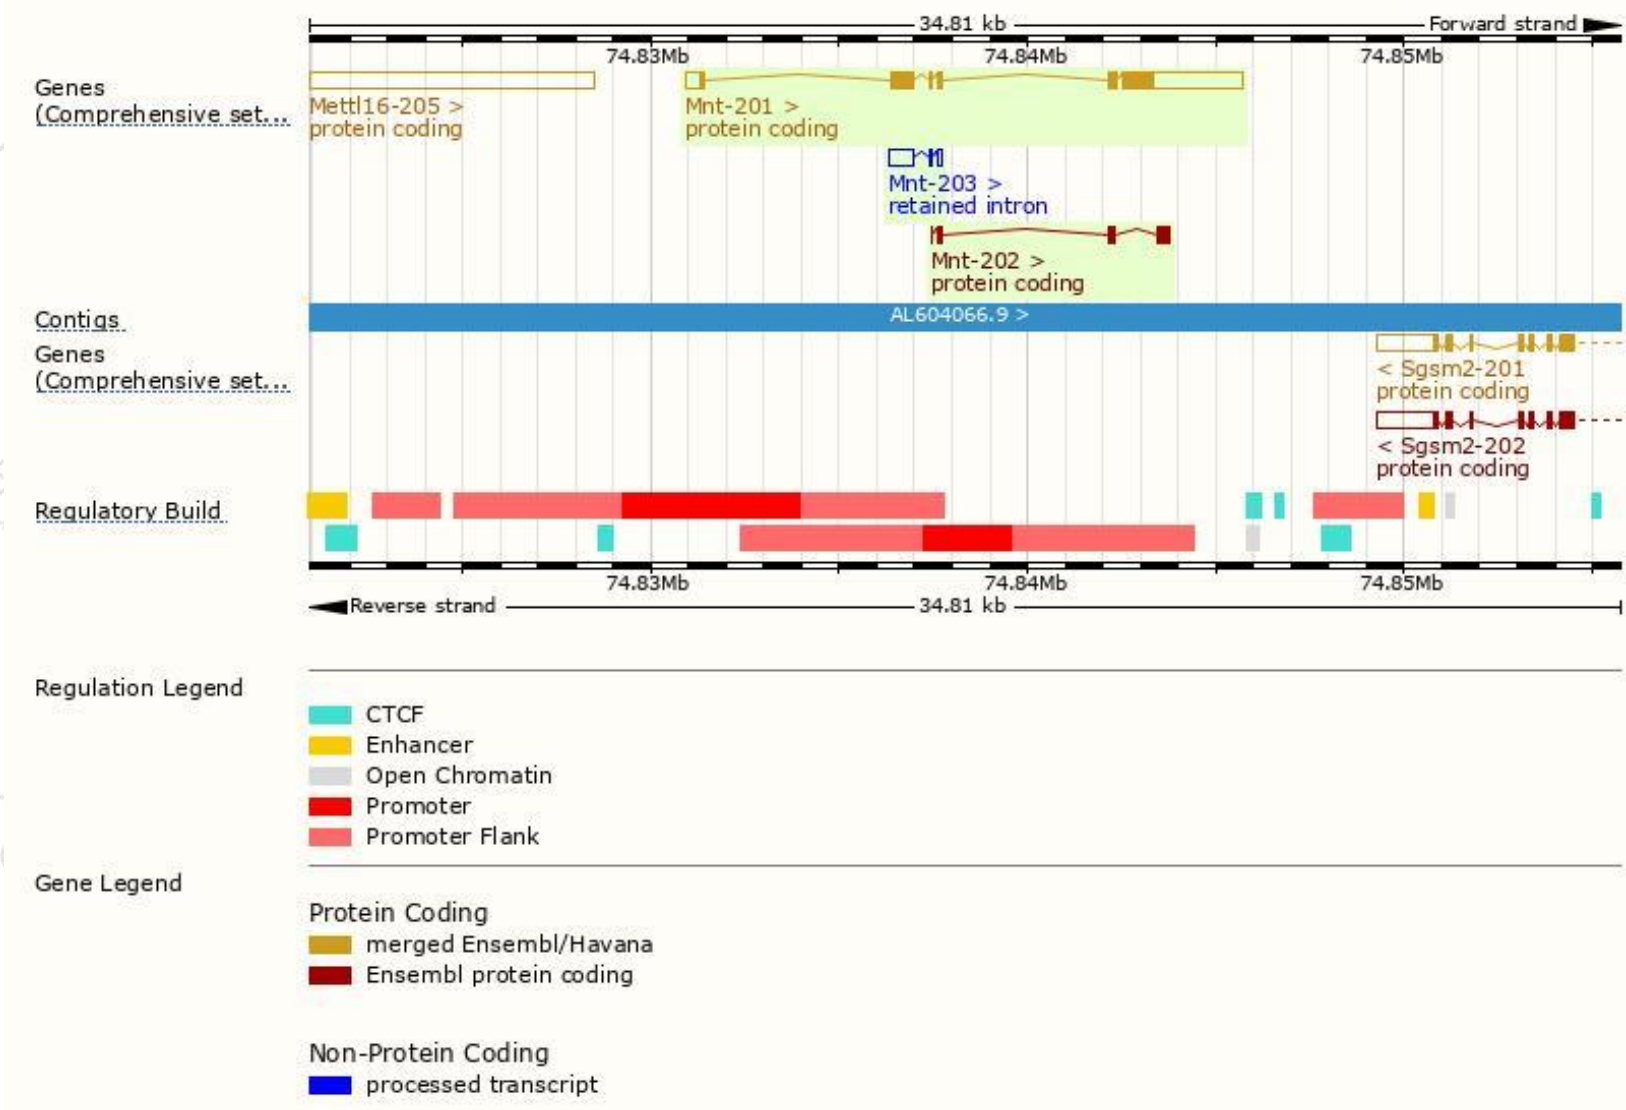 34.81 kb
Forward strand
74.83Mb 74.84Mb 74.85Mb
Genes
(Comprehensive set...
Mettl16-205 >
protein coding
Mnt-201 >
protein coding
Mnt-203 >
retained intron
Mnt-202 >
protein coding
Contigs
AL604066.9 >
Genes
(Comprehensive set...
< Sgsm2-201
protein coding
< Sgsm2-202
protein coding
Regulatory Build
74.83Mb 74.84Mb 74.85Mb
Reverse strand
34.81 kb
Regulation Legend
CTCF
Enhancer
Open Chromatin
Promoter
Promoter Flank
Gene Legend
Protein Coding
merged Ensembl/Havana
Ensembl protein coding
Non-Protein Coding
processed transcript